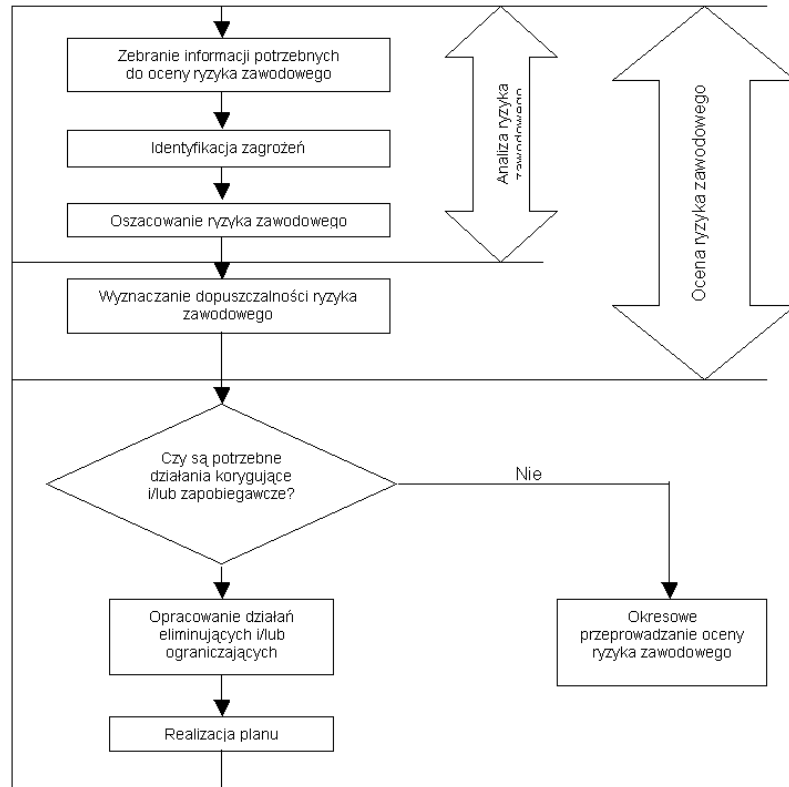 Zebranie informacji potrzebnych
do oceny ryzyka zawodowego
Identyfikacja zagrożeń
Oszacowanie ryzyka zawodowego
Wyznaczanie dopuszczalności ryzyka
zawodowego
Analiza ryzyka
zawodowego
Ocena ryzyka zawodowego
Czy są potrzebne
działania korygujące
i/lub zapobiegawcze?
Nie
Opracowanie działań
eliminujących i/lub
ograniczających
Okresowe
przeprowadzanie oceny
ryzyka zawodowego
Realizacja planu